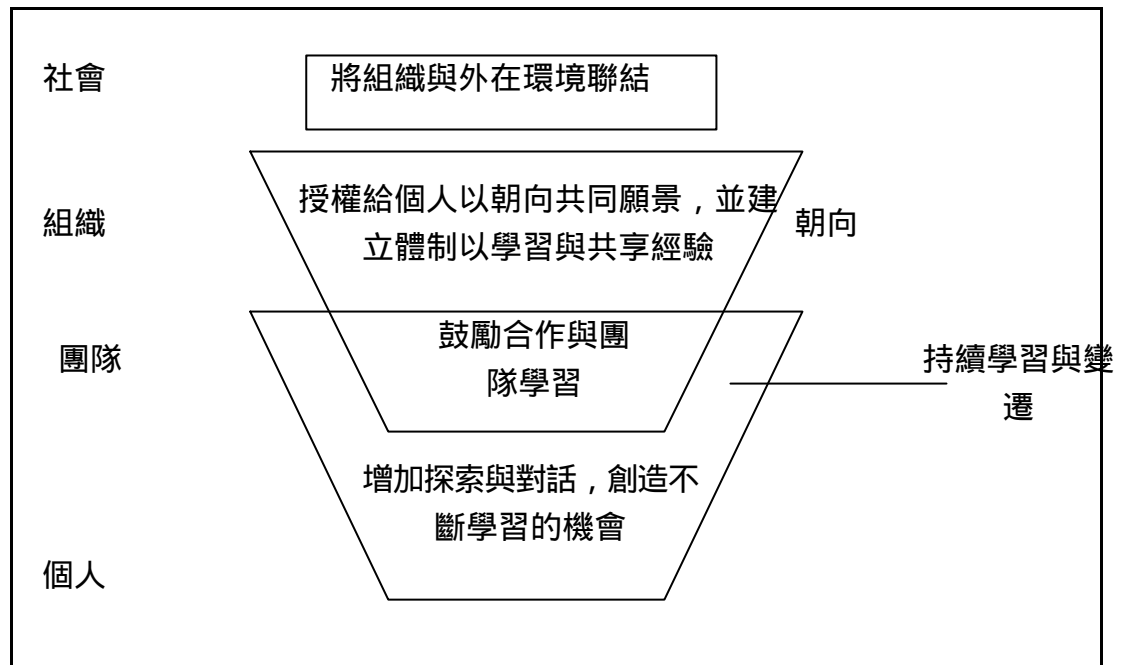 社會
將組織與外在環境聯結
組織
授權給個人以朝向共同願景，並建
立體制以學習與共享經驗
朝向
團隊
鼓勵合作與團
隊學習
持續學習與變
遷
增加探索與對話，創造不
斷學習的機會
個人